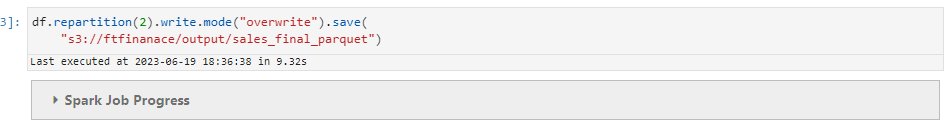 3]: df.repartition(2).write.mode("overwrite").save(
"s3://ftfinanace/output/sales_final_parquet")
Last executed at 2023-06-19 18:36:38 in 9.32s
Spark Job Progress